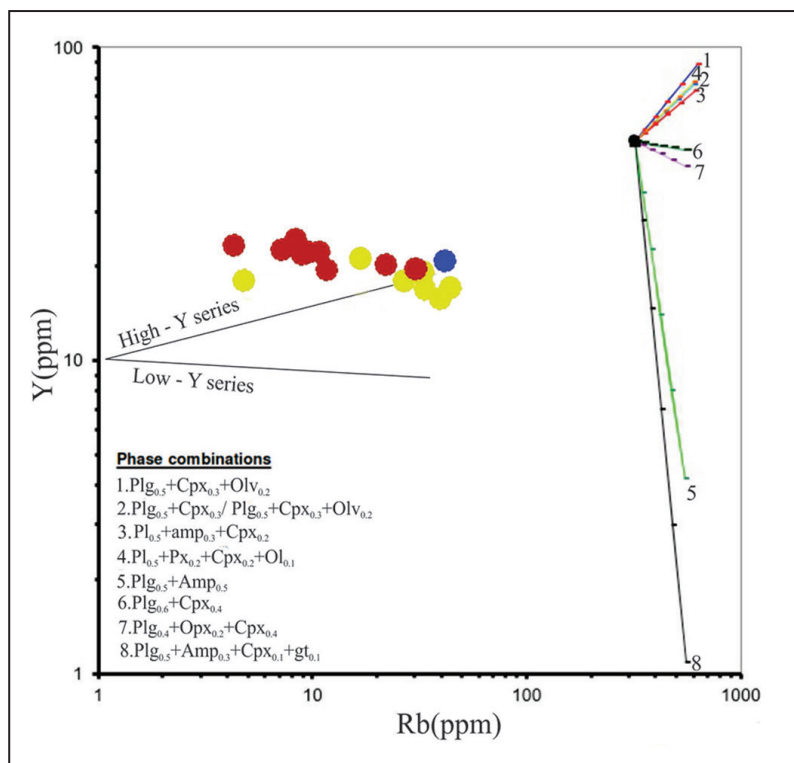 100
1
4
2
3
6
7
High - Y series
Y(ppm)
10
Low - Y series
Phase combinations
1.Plg0.5+Cpx0.3+Olv0.2
5
2.Plg0.5+Cpx0.3/ Plg0.5+Cpx0.3+Olv0.2
3.Pl0.5+amp0.3+Cpx0.2
4.Pl0.5+Px0.2+Cpx0.2+Ol0.1
5.Plg0.5+Amp0.5
6.Plg0.6+Cpx0.4
7.Plg0.4+Opx0.2+Cpx0.4
8.Plg0.5+Amp0.3+Cpx0.1+gt0.1
8
1
1 10 100 1000
Rb(ppm)